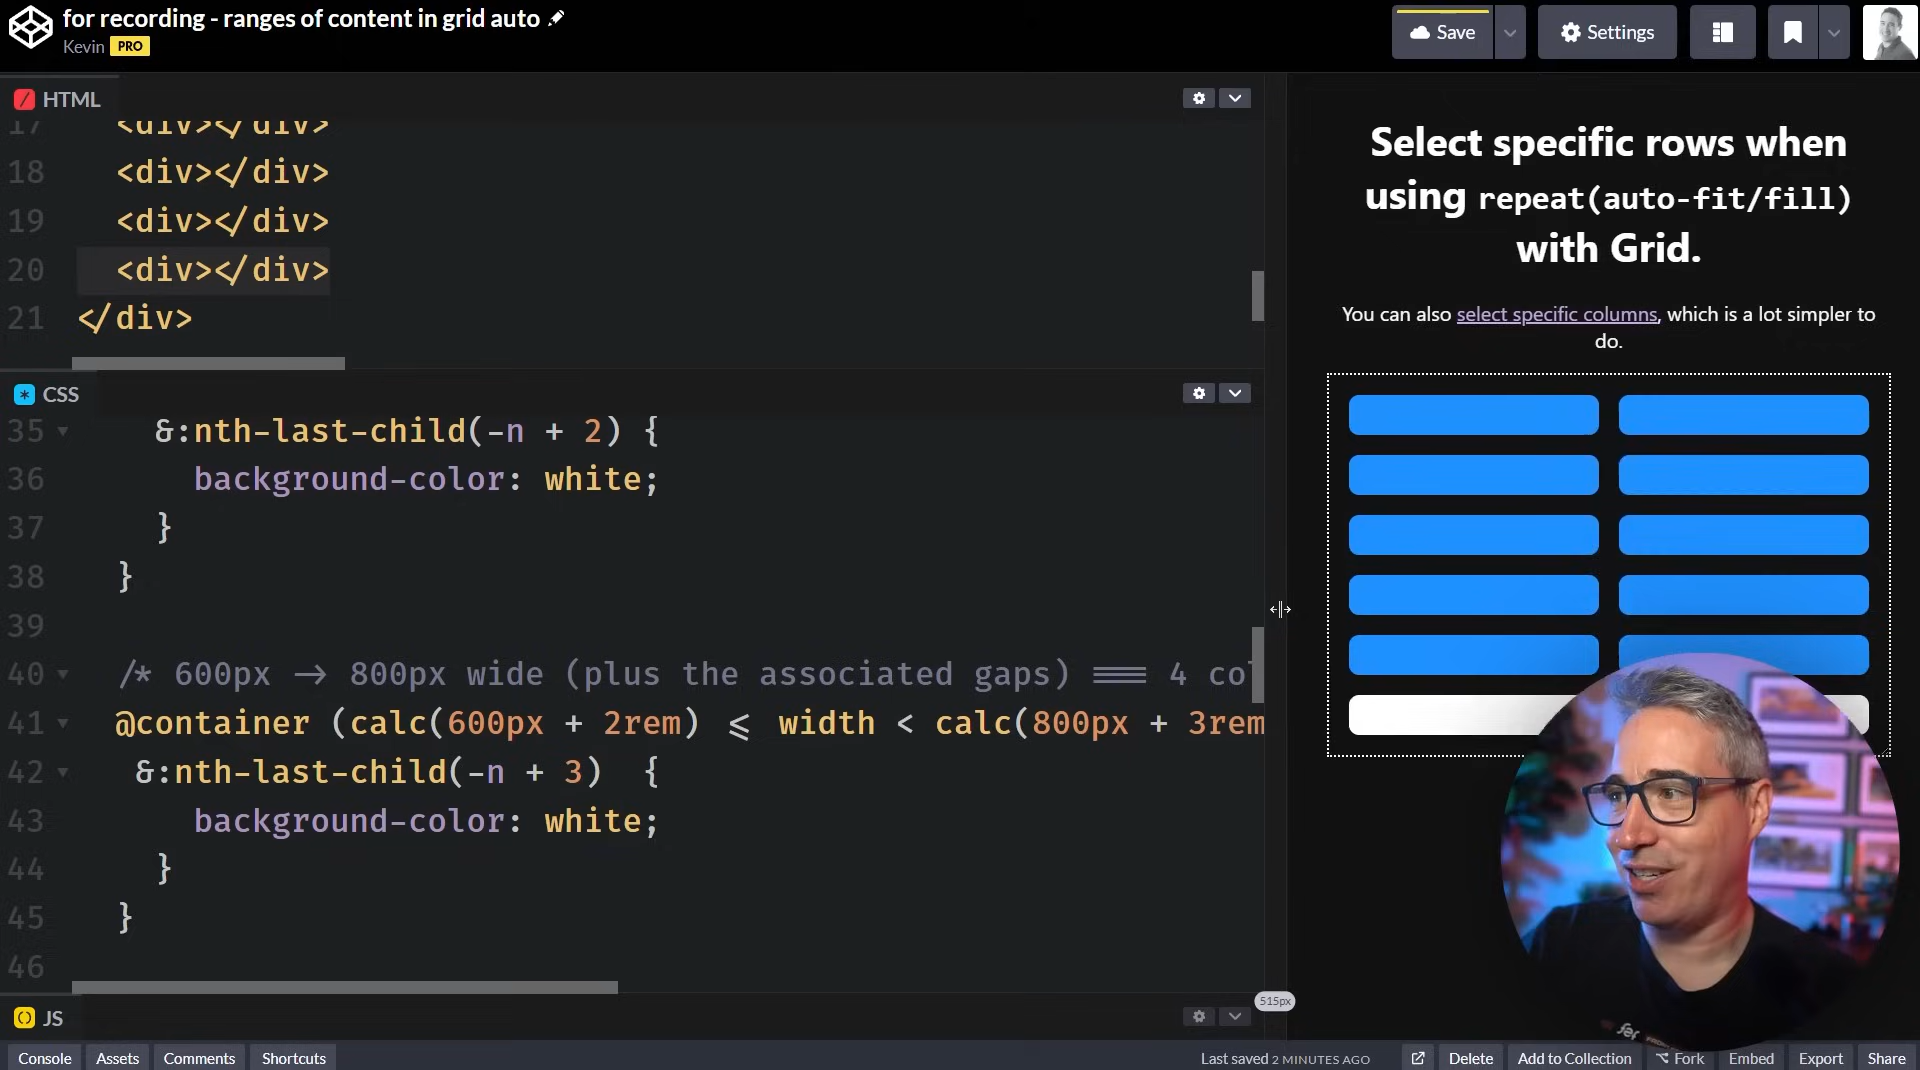 for recording - ranges of content in grid auto
Kevin PRO
Save
Settings
HTML
17 <div></div>
18 <div></div>
19 <div></div>
20 <div></div>
21 </div>
CSS
35 &:nth-last-child(-n + 2) {
36 background-color: white;
37 }
38 }
39
40 /* 600px -> 800px wide (plus the associated gaps) === 4 col
41 @container (calc(600px + 2rem) <= width < calc(800px + 3rem
42 &:nth-last-child(-n + 3) {
43 background-color: white;
44 }
45 }
46
JS
515px
Select specific rows when
using repeat(auto-fit/fill)
with Grid.
You can also select specific columns, which is a lot simpler to
do.
Console Assets Comments Shortcuts Last saved 2 MINUTES AGO Delete Add to Collection Fork Embed Export Share